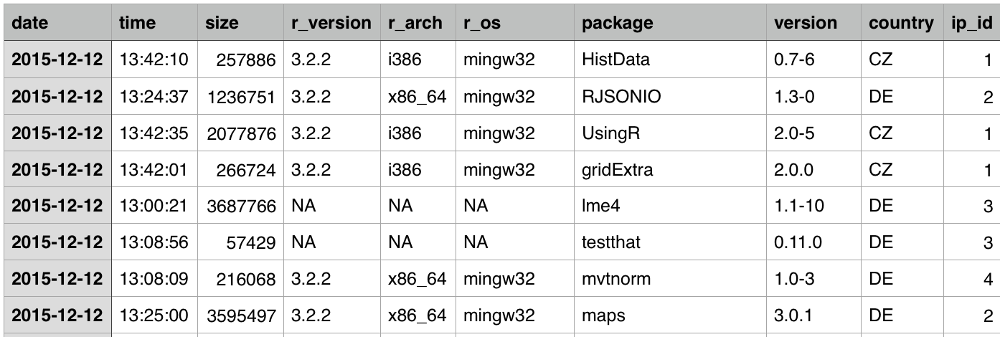 date time size r_version r_arch r_os package version country ip_id
2015-12-12 13:42:10 257886 3.2.2 i386 mingw32 HistData 0.7-6 CZ 1
2015-12-12 13:24:37 1236751 3.2.2 x86_64 mingw32 RJSONIO 1.3-0 DE 2
2015-12-12 13:42:35 2077876 3.2.2 i386 mingw32 UsingR 2.0-5 CZ 1
2015-12-12 13:42:01 266724 3.2.2 i386 mingw32 gridExtra 2.0.0 CZ 1
2015-12-12 13:00:21 3687766 NA NA NA lme4 1.1-10 DE 3
2015-12-12 13:08:56 57429 NA NA NA testthat 0.11.0 DE 3
2015-12-12 13:08:09 216068 3.2.2 x86_64 mingw32 mvtnorm 1.0-3 DE 4
2015-12-12 13:25:00 3595497 3.2.2 x86_64 mingw32 maps 3.0.1 DE 2